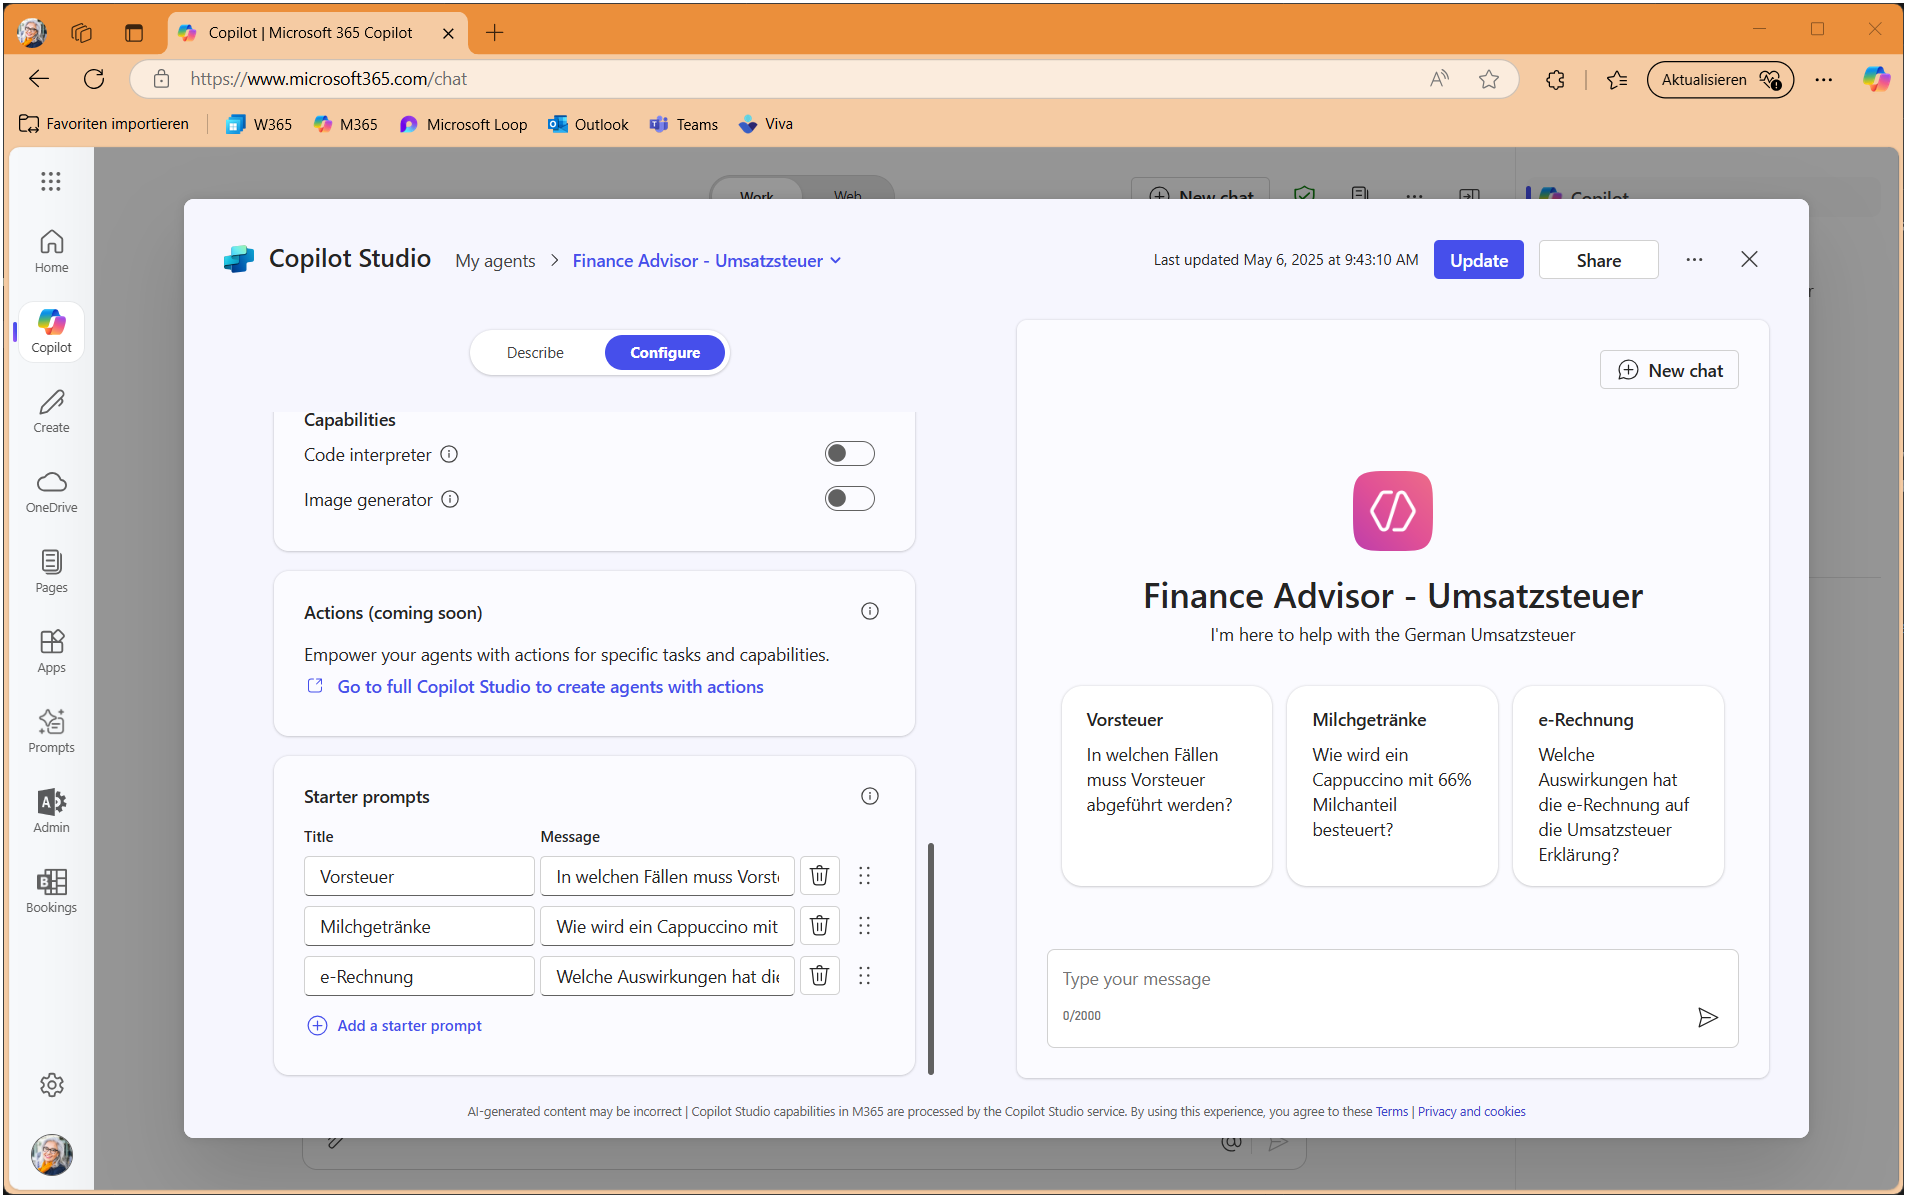 Copilot | Microsoft 365 Copilot
https://www.microsoft365.com/chat
Aktualisieren
Favoriten importieren
W365
M365
Microsoft Loop
Outlook
Teams
Viva
Home
Copilot
Create
OneDrive
Pages
Apps
Prompts
Admin
Bookings
Work
Web
New chat
Copilot
Copilot Studio
My agents
Finance Advisor - Umsatzsteuer
Last updated May 6, 2025 at 9:43:10 AM
Update
Share
Describe
Configure
Capabilities
Code interpreter
Image generator
Actions (coming soon)
Empower your agents with actions for specific tasks and capabilities.
Go to full Copilot Studio to create agents with actions
Starter prompts
Title
Message
Vorsteuer
In welchen Fällen muss Vorst
Milchgetränke
Wie wird ein Cappuccino mit
e-Rechnung
Welche Auswirkungen hat die
Add a starter prompt
New chat
Finance Advisor - Umsatzsteuer
I'm here to help with the German Umsatzsteuer
Vorsteuer
In welchen Fällen
muss Vorsteuer
abgeführt werden?
Milchgetränke
Wie wird ein
Cappuccino mit 66%
Milchanteil
besteuert?
e-Rechnung
Welche
Auswirkungen hat
die e-Rechnung auf
die Umsatzsteuer
Erklärung?
Type your message
0/2000
AI-generated content may be incorrect | Copilot Studio capabilities in M365 are processed by the Copilot Studio service. By using this experience, you agree to these Terms | Privacy and cookies